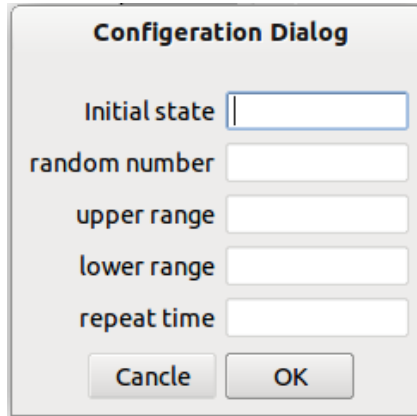 Configeration Dialog
Initial state
random number
upper range
lower range
repeat time
Cancle OK